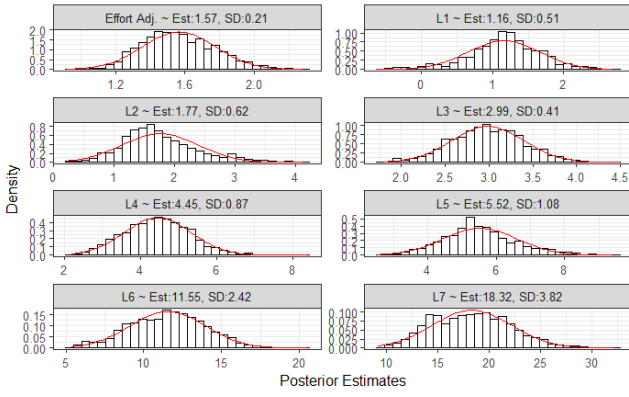 Effort Adj. ~ Est:1.57, SD:0.21
L1 ~ Est:1.16, SD:0.51
2.0
1.5
1.0
0.5
0.0
1.2 1.6 2.0
1.00
0.75
0.50
0.25
0.00
0 1 2
L2 ~ Est:1.77, SD:0.62
L3 ~ Est:2.99, SD:0.41
0.8
0.6
0.4
0.2
0.0
0 1 2 3 4
1.00
0.75
0.50
0.25
0.00
2.0 2.5 3.0 3.5 4.0 4.5
Density
L4 ~ Est:4.45, SD:0.87
L5 ~ Est:5.52, SD:1.08
0.4
0.3
0.2
0.1
0.0
2 4 6 8
0.5
0.4
0.3
0.2
0.1
0.0
4 6 8
L6 ~ Est:11.55, SD:2.42
L7 ~ Est:18.32, SD:3.82
0.15
0.10
0.05
0.00
5 10 15 20
0.100
0.075
0.050
0.025
0.000
10 15 20 25 30
Posterior Estimates